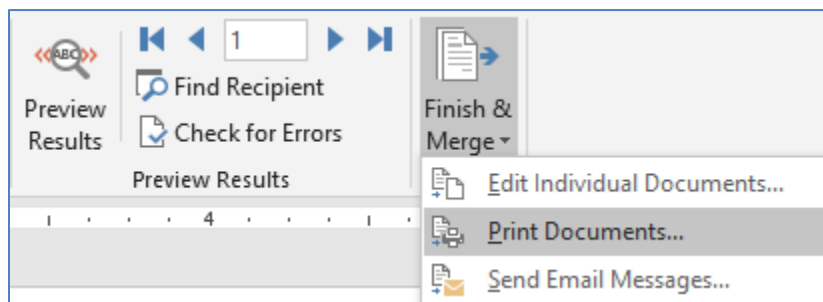 «ABC»
Preview
Results
1
Find Recipient
Check for Errors
Preview Results
Finish &
Merge
Edit Individual Documents...
Print Documents...
Send Email Messages...
4